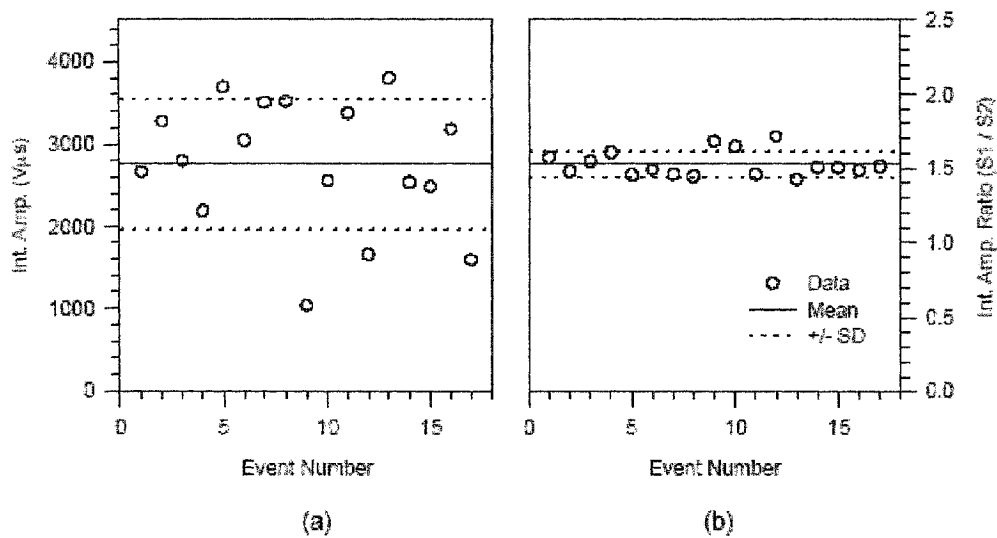 4000
3000
2000
1000
0
Int. Amp. (Vµs)
0
5
10
15
Event Number
(a)
2.5
2.0
1.5
1.0
0.5
0.0
Int. Amp. Ratio (S1 / S2)
Data
Mean
+/- SD
0
5
10
15
Event Number
(b)